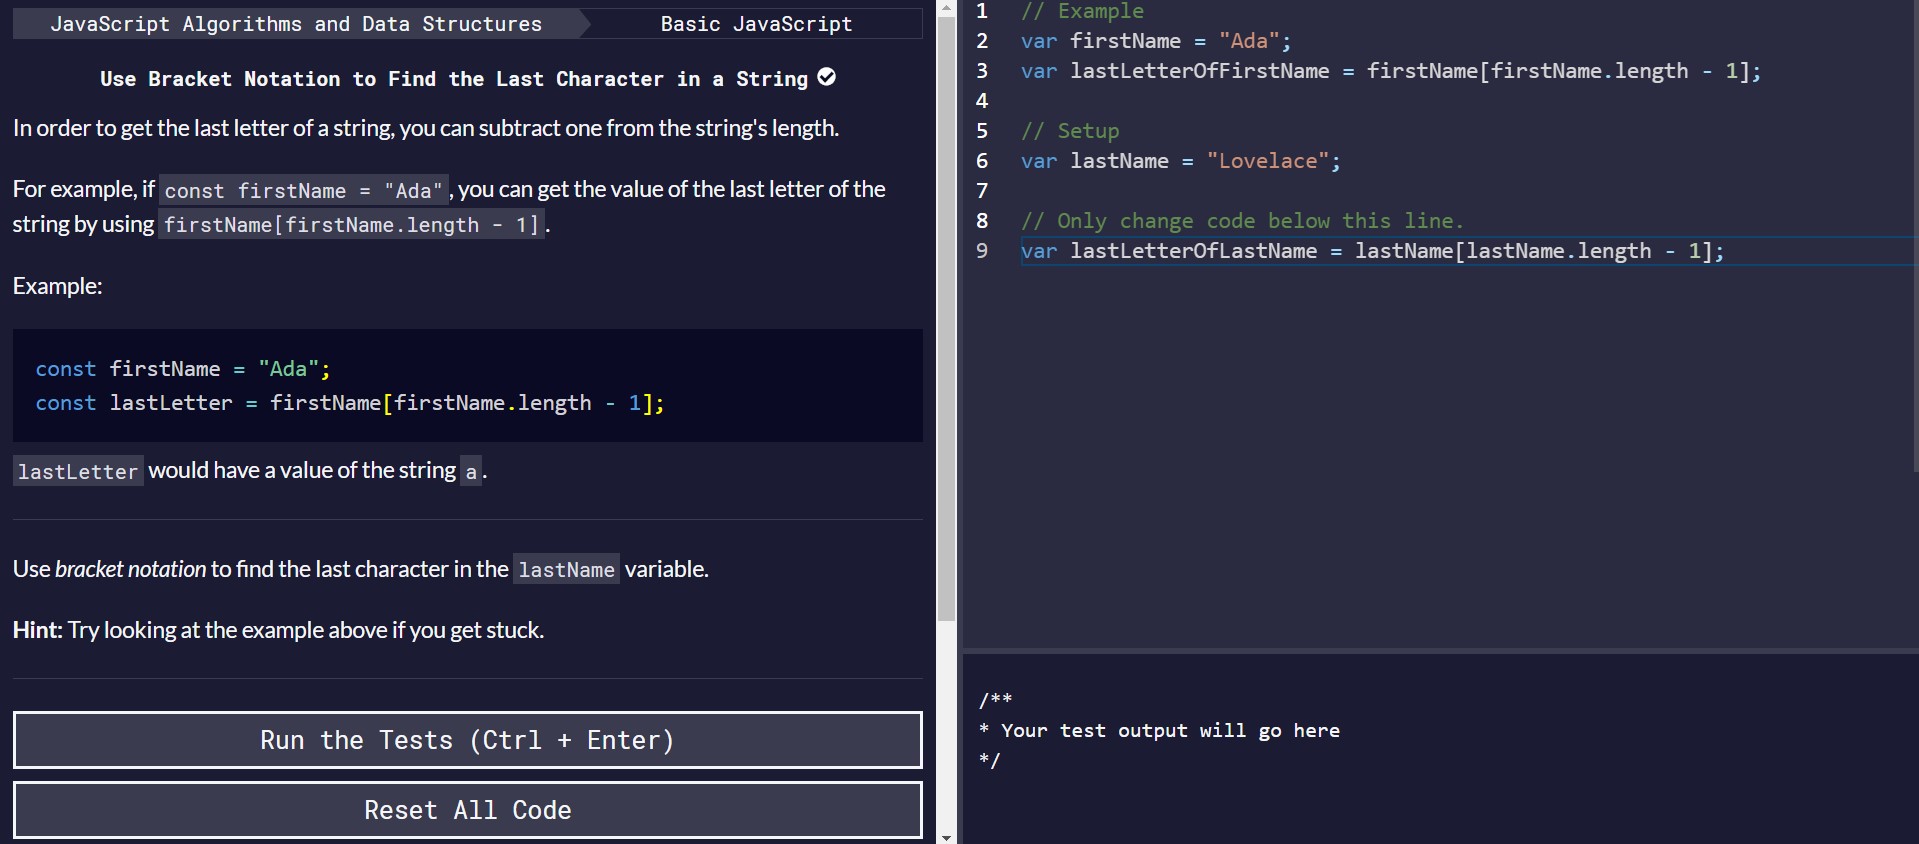 JavaScript Algorithms and Data Structures
Basic JavaScript
Use Bracket Notation to Find the Last Character in a String
In order to get the last letter of a string, you can subtract one from the string's length.
For example, if const firstName = "Ada", you can get the value of the last letter of the
string by using firstName[firstName.length - 1].
Example:
const firstName = "Ada";
const lastLetter = firstName[firstName.length - 1];
lastLetter would have a value of the string a.
Use bracket notation to find the last character in the lastName variable.
Hint: Try looking at the example above if you get stuck.
Run the Tests (Ctrl + Enter)
Reset All Code
1 // Example
2 var firstName = "Ada";
3 var lastLetterOfFirstName = firstName[firstName.length - 1];
4
5 // Setup
6 var lastName = "Lovelace";
7
8 // Only change code below this line.
9 var lastLetterOfLastName = lastName[lastName.length - 1];
/**
* Your test output will go here
*/